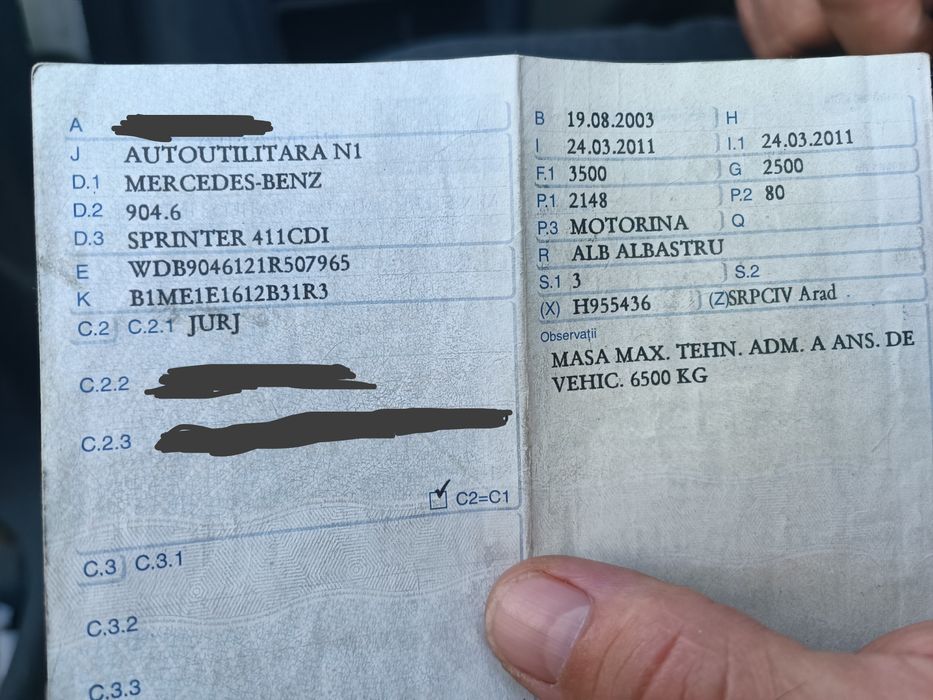 A
J AUTOUTILITARA N1
D.1 MERCEDES-BENZ
D.2 904.6
D.3 SPRINTER 411CDI
E WDB9046121R507965
K B1ME1E1612B31R3
C.2 C.2.1 JURJ
C.2.2
C.2.3
C2=C1
C.3 C.3.1
C.3.2
C.3.3
B 19.08.2003 H
I 24.03.2011 I.1 24.03.2011
F.1 3500 G 2500
P.1 2148 P.2 80
P.3 MOTORINA Q
R ALB ALBASTRU
S.1 3 S.2
(X) H955436 (Z)SRPCIV Arad
Observaţii
MASA MAX. TEHN. ADM. A ANS. DE
VEHIC. 6500 KG